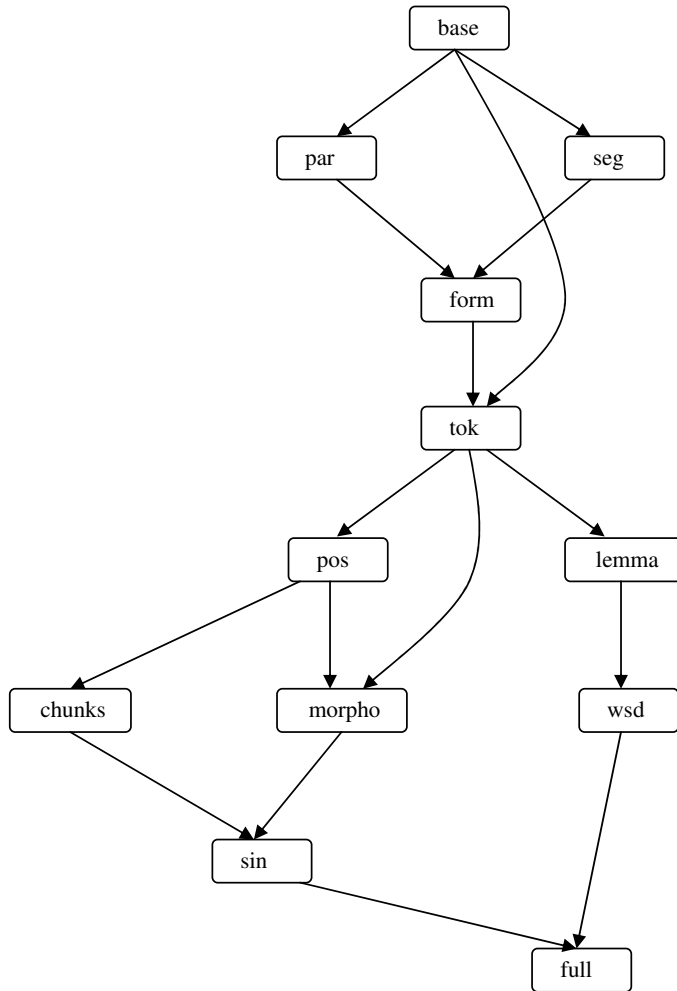 base
par
seg
form
tok
pos
lemma
chunks
morpho
wsd
sin
full